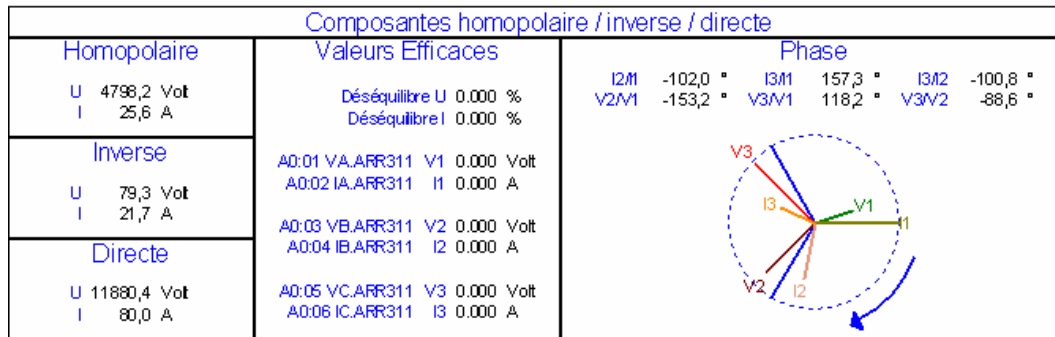 Composantes homopolaire / inverse / directe
Homopolaire
U 4798,2 Volt
I 25,6 A
Inverse
U 79,3 Volt
I 21,7 A
Directe
U 11880,4 Volt
I 80,0 A
Valeurs Efficaces
Déséquilibre U 0.000 %
Déséquilibre I 0.000 %
A0:01 VA.ARR311 V1 0.000 Volt
A0:02 IA.ARR311 I1 0.000 A
A0:03 VB.ARR311 V2 0.000 Volt
A0:04 IB.ARR311 I2 0.000 A
A0:05 VC.ARR311 V3 0.000 Volt
A0:06 IC.ARR311 I3 0.000 A
Phase
I2/I1 -102,0 ° I3/I1 157,3 ° I3/I2 -100,8 °
V2/V1 -153,2 ° V3/V1 118,2 ° V3/V2 -88,6 °
V3
I3
V1
I1
V2
I2